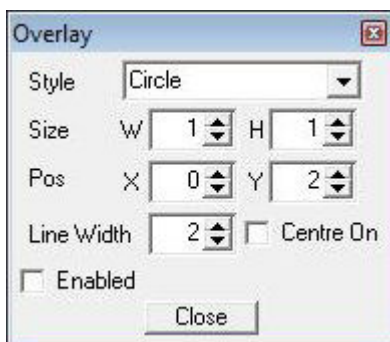 Overlay
Style Circle
Size W 1 H 1
Pos X 0 Y 2
Line Width 2 Centre On
Enabled
Close